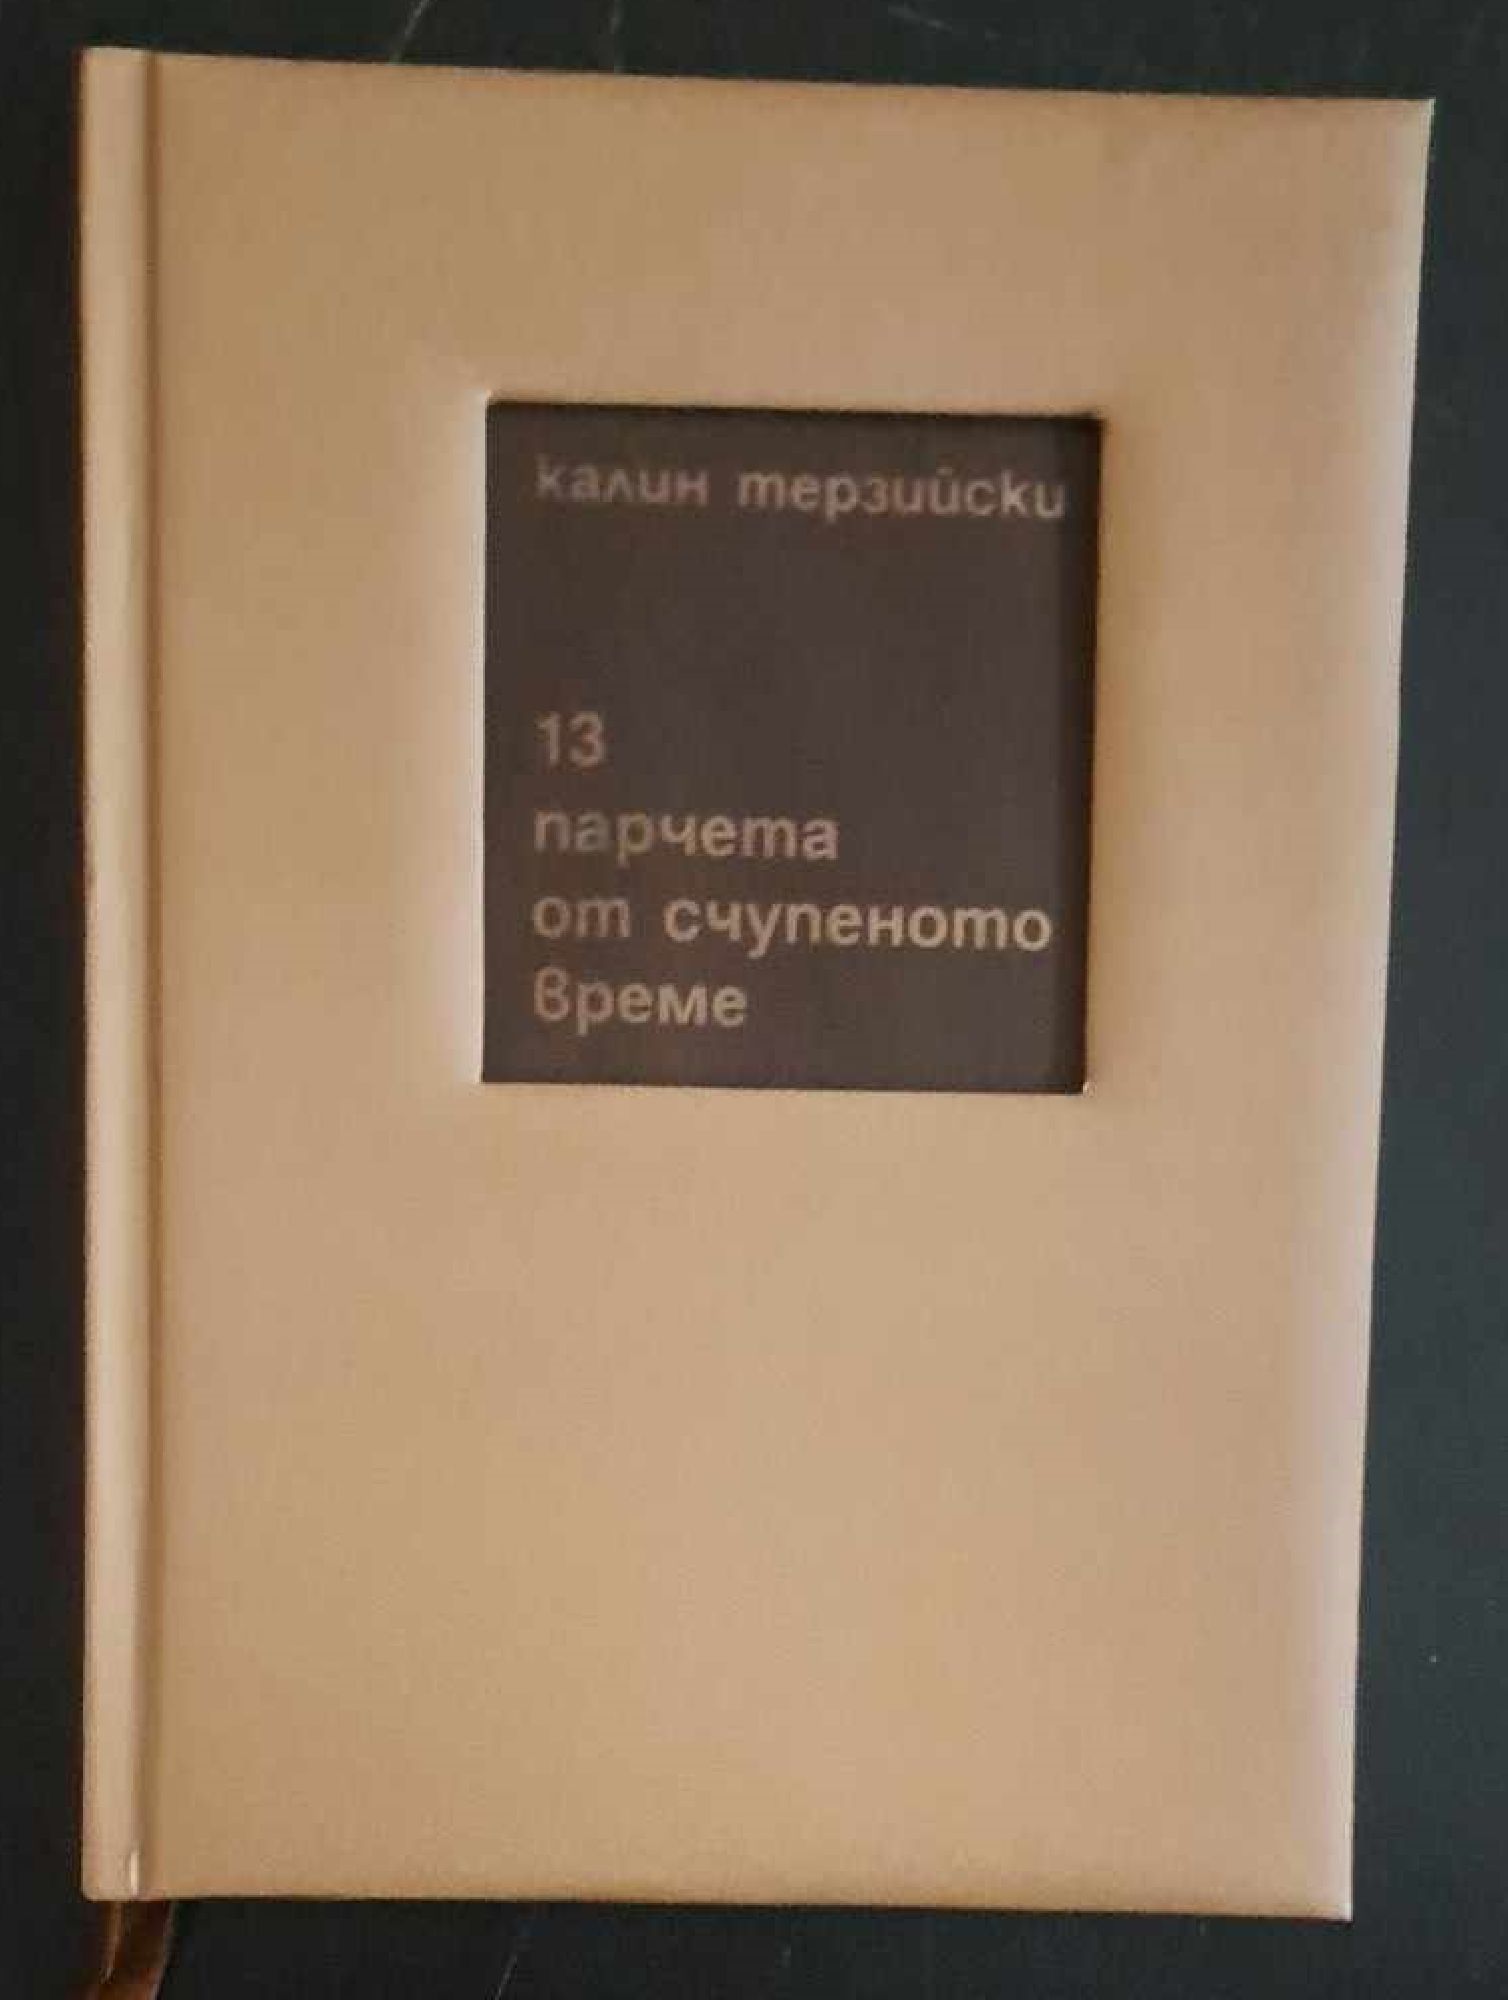 калин терзийски
13
парчета
от счупеното
време